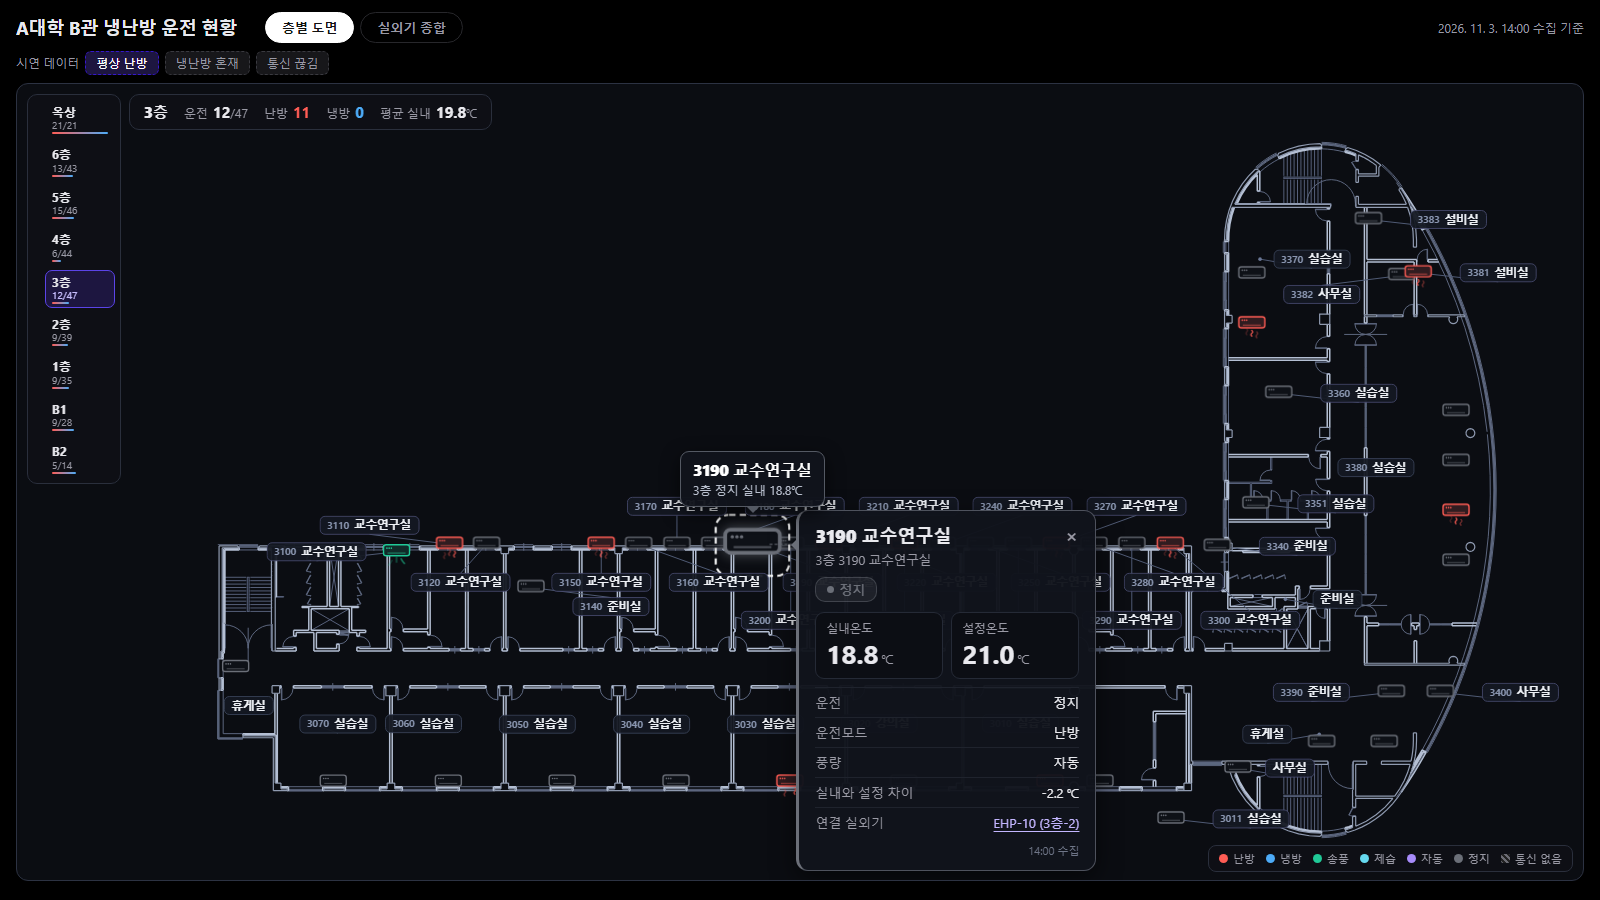 A대학 B관 냉난방 운전 현황
층별 도면
실외기 종합
2026. 11. 3. 14:00 수집 기준
시연 데이터
평상 난방
냉난방 혼재
통신 끊김
옥상
21/21
6층
13/43
5층
15/46
4층
6/44
3층
12/47
2층
9/39
1층
9/35
B1
9/28
B2
5/14
3층 운전 12/47 난방 11 냉방 0 평균 실내 19.8℃
3383 설비실
3370 실습실
3381 설비실
3382 사무실
3360 실습실
3380 실습실
3351 실습실
3340 준비실
준비실
3190 교수연구실
3층 정지 실내 18.8℃
3170 교수연구실
3210 교수연구실
3240 교수연구실
3270 교수연구실
3110 교수연구실
3100 교수연구실
3120 교수연구실
3150 교수연구실
3160 교수연구실
3280 교수연구실
3140 준비실
3200 교수
290 교수연구실
3300 교수연구실
휴게실
3070 실습실
3060 실습실
3050 실습실
3040 실습실
3030 실습실
3390 준비실
3400 사무실
휴게실
사무실
3011 실습실
3190 교수연구실
×
3층 3190 교수연구실
정지
실내온도
18.8 ℃
설정온도
21.0 ℃
운전 정지
운전모드 난방
풍량 자동
실내와 설정 차이 -2.2 ℃
연결 실외기 EHP-10 (3층-2)
14:00 수집
난방 냉방 송풍 제습 자동 정지 통신 없음